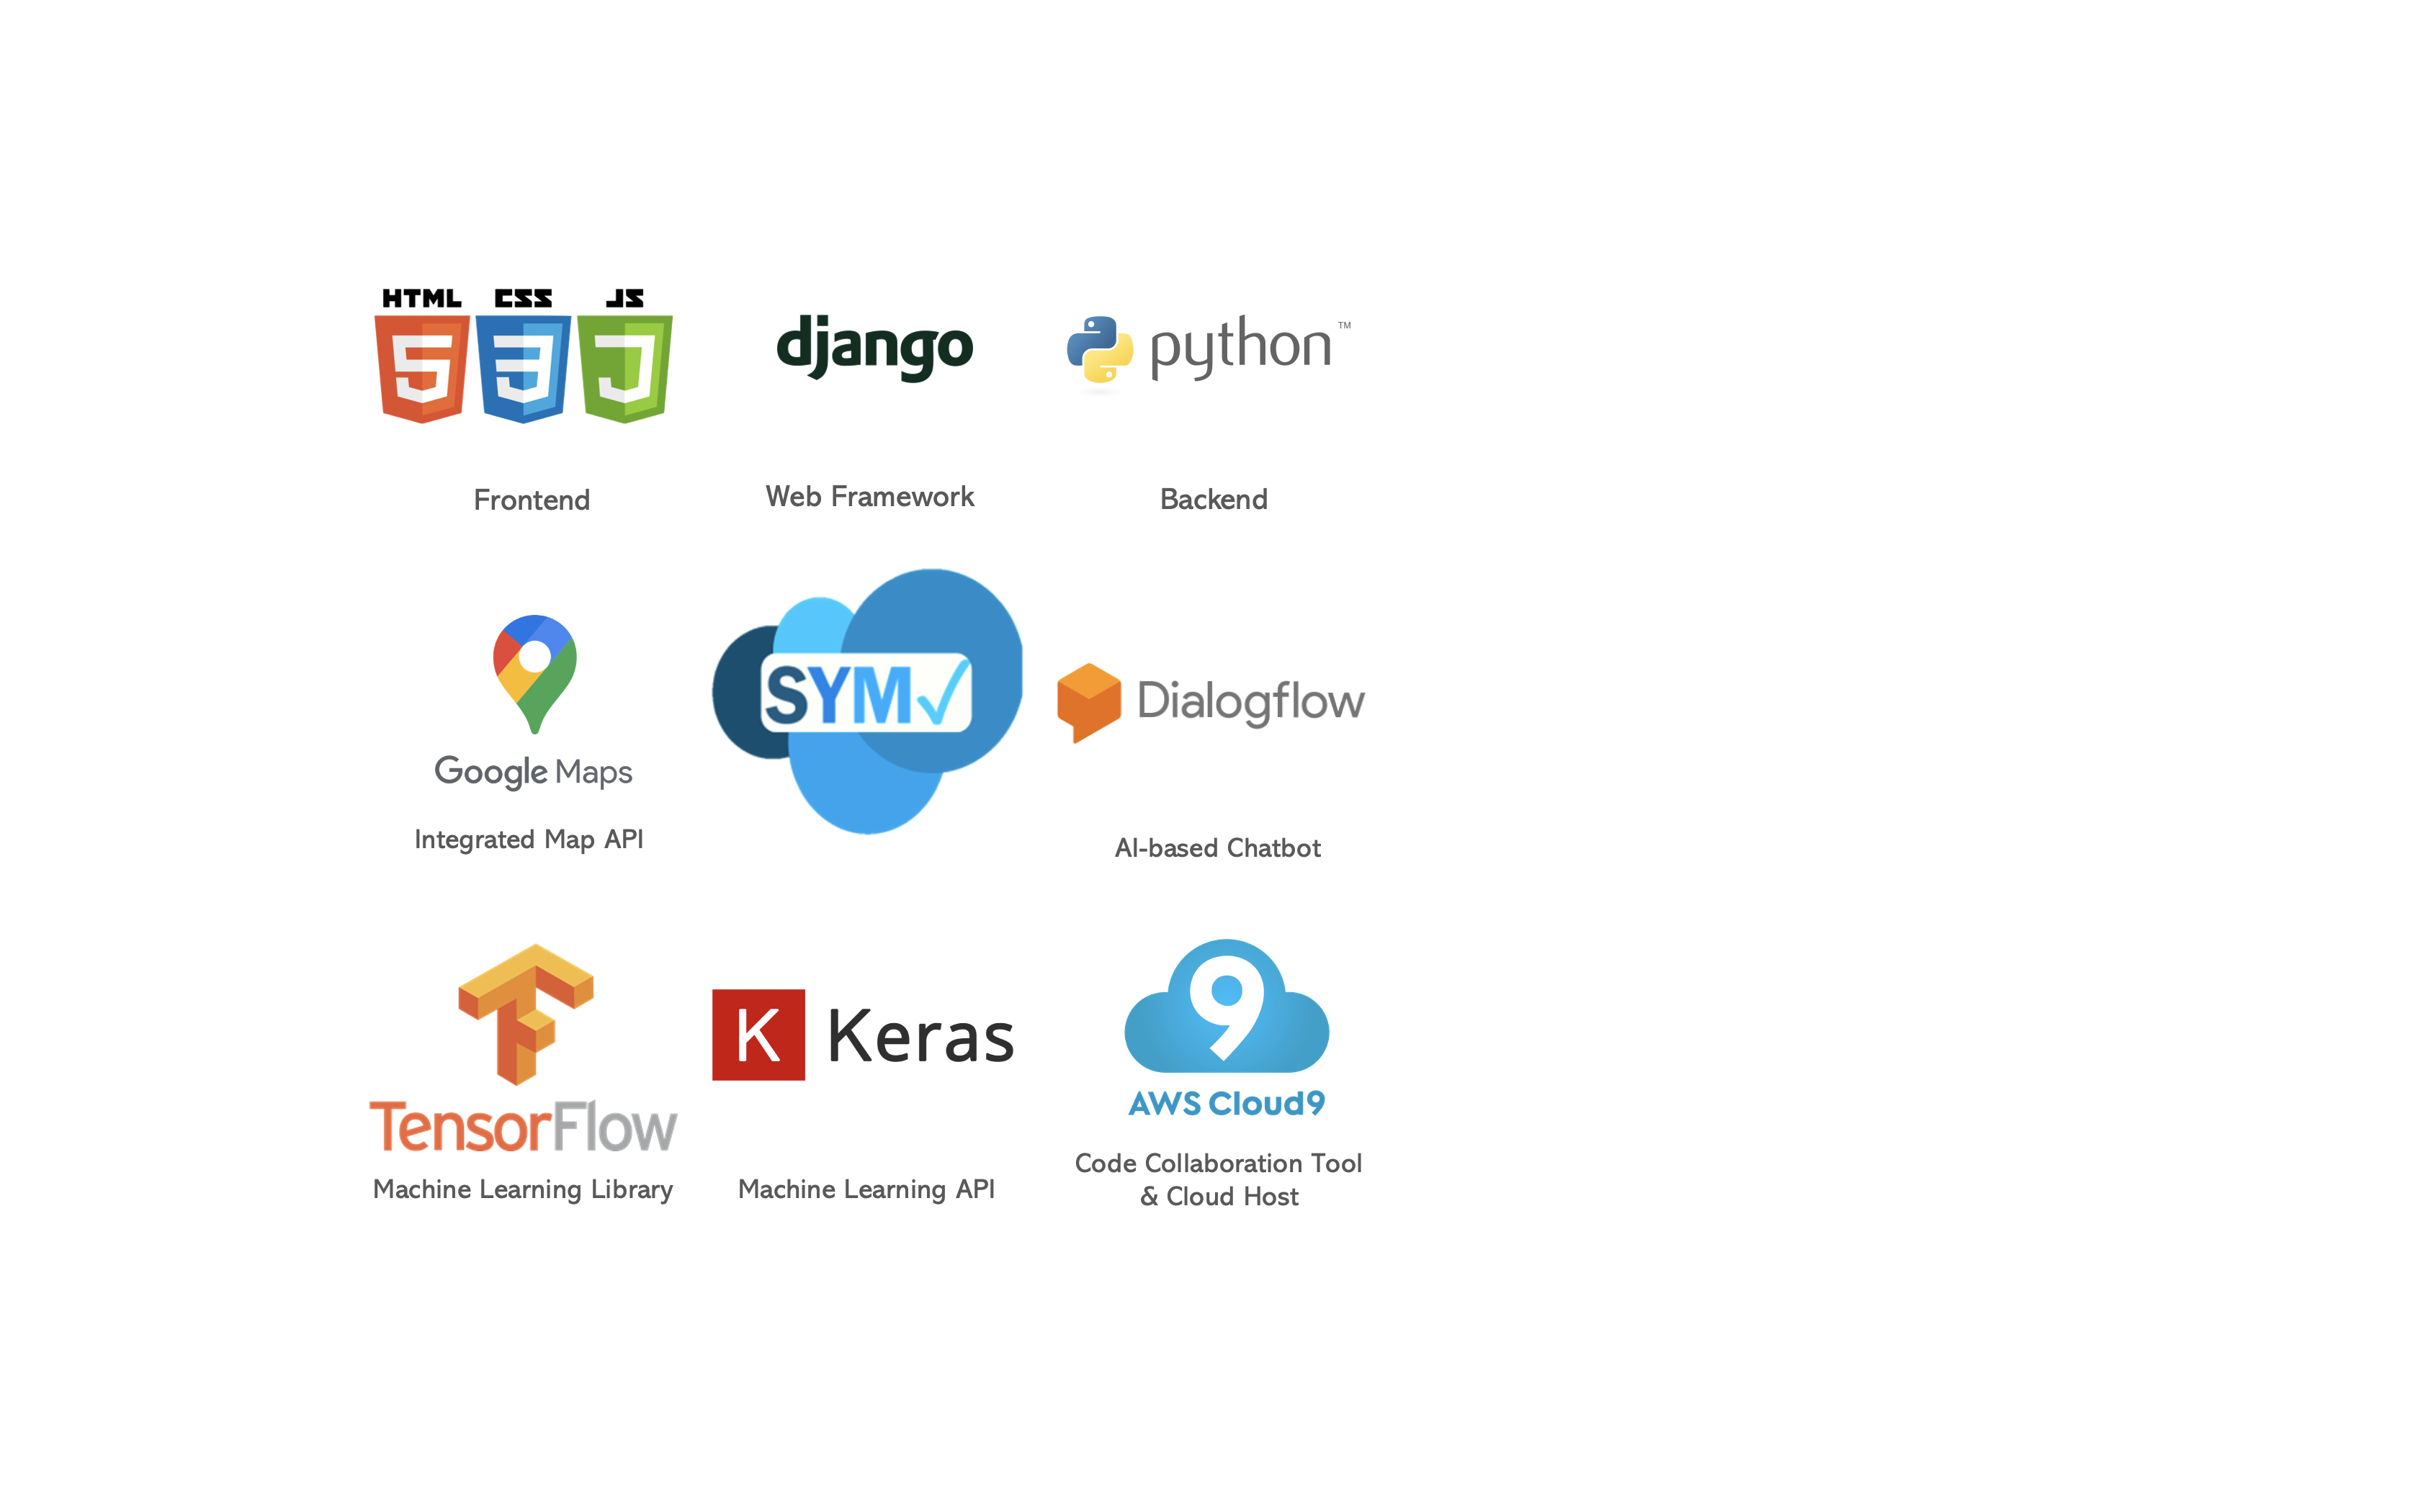 HTML CSS JS
5 3 J
django
python™
Frontend
Web Framework
Backend
SYM✓
Google Maps
Dialogflow
Integrated Map API
AI-based Chatbot
TensorFlow
K Keras
9
AWS Cloud9
Machine Learning Library
Machine Learning API
Code Collaboration Tool
& Cloud Host